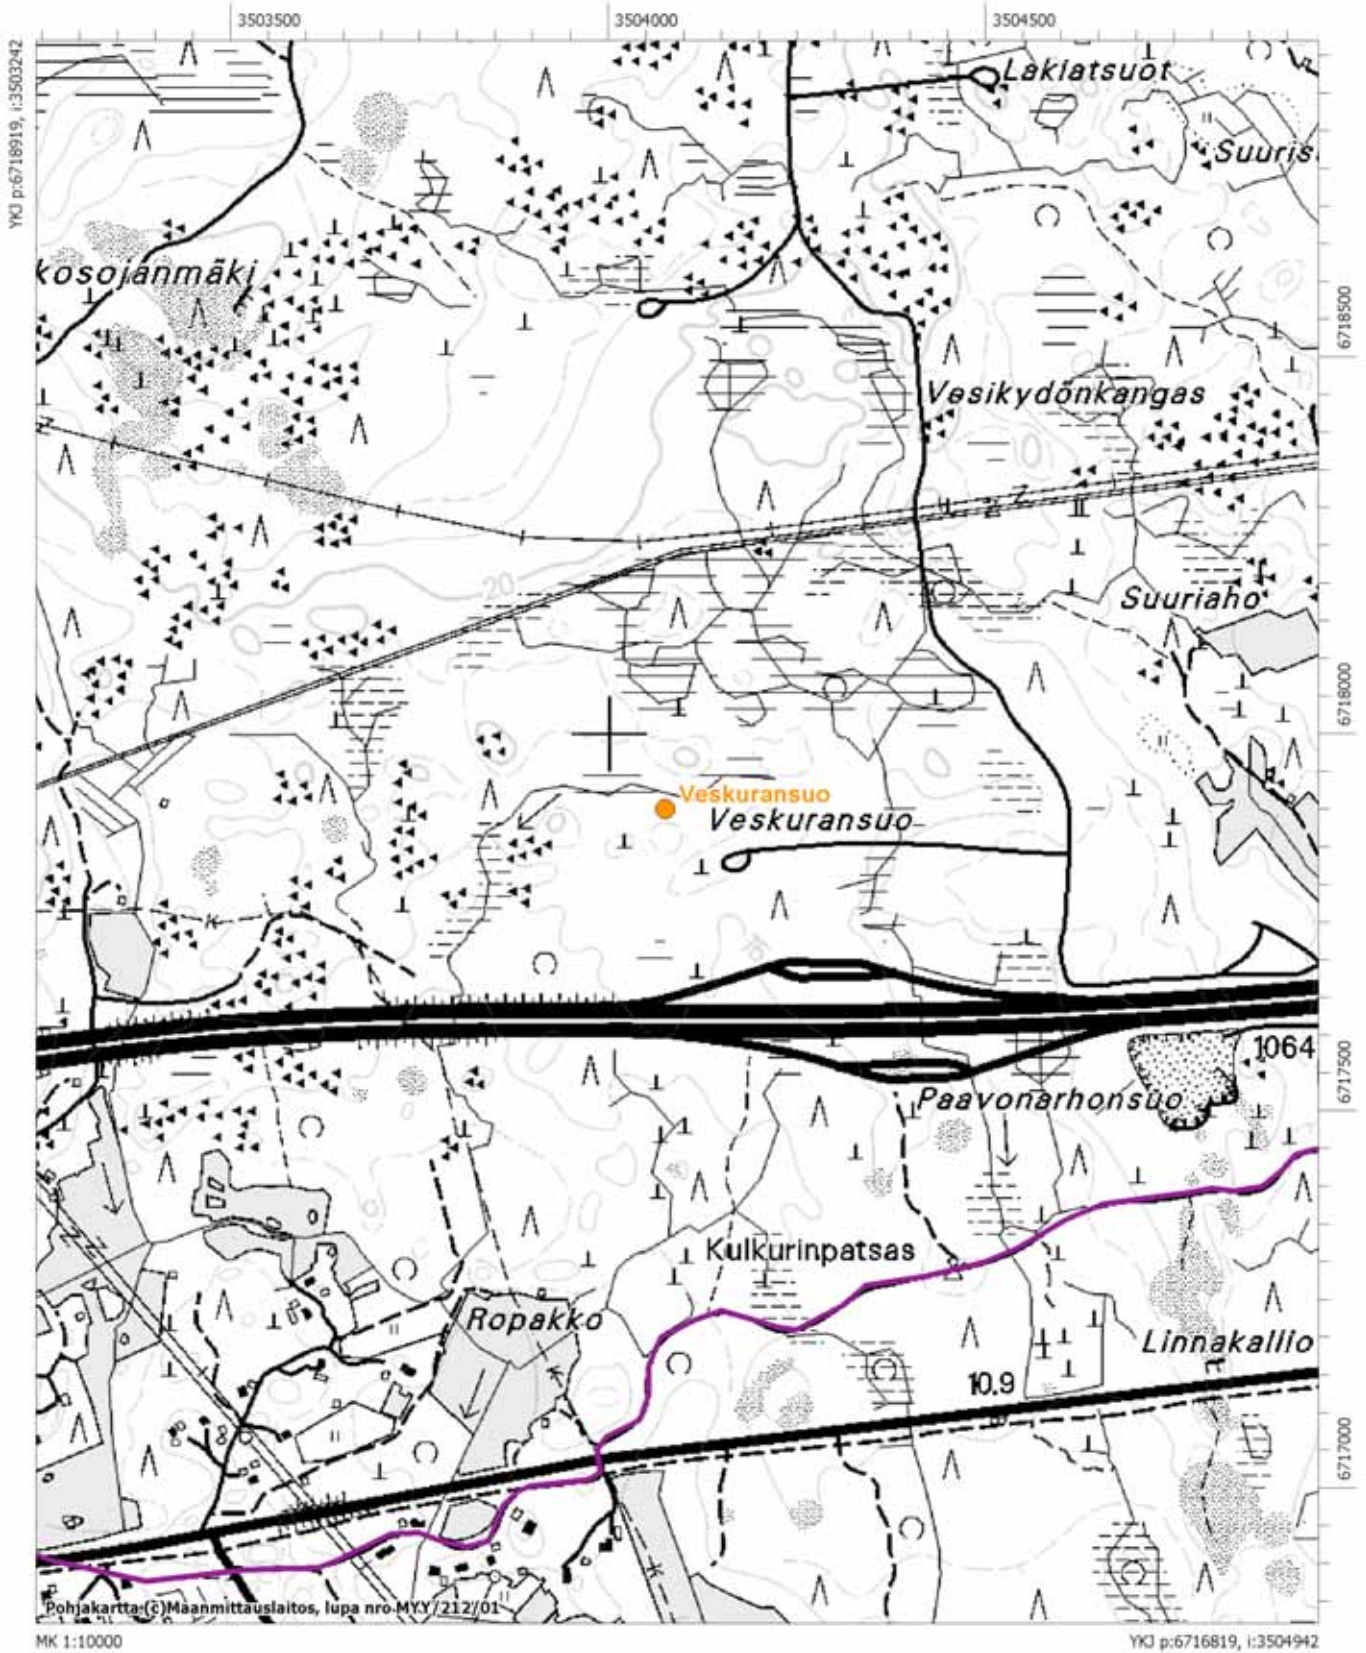 3503500 3504000 3504500
YKJ p:6718919, i:3503242
Lakiatsuot
Suuris
kosojanmäki
6718500
Vesikydönkangas
20
Suuriaho
6718000
20
Veskuransuo
Veskuransuo
1064
6717500
Paavonarhonsuo
Kulkurinpatsas
Ropakko
Linnakallio
10.9
6717000
Pohjakartta:(c)Maanmittauslaitos, lupa nro MYY/212/01
MK 1:10000
YKJ p:6716819, i:3504942